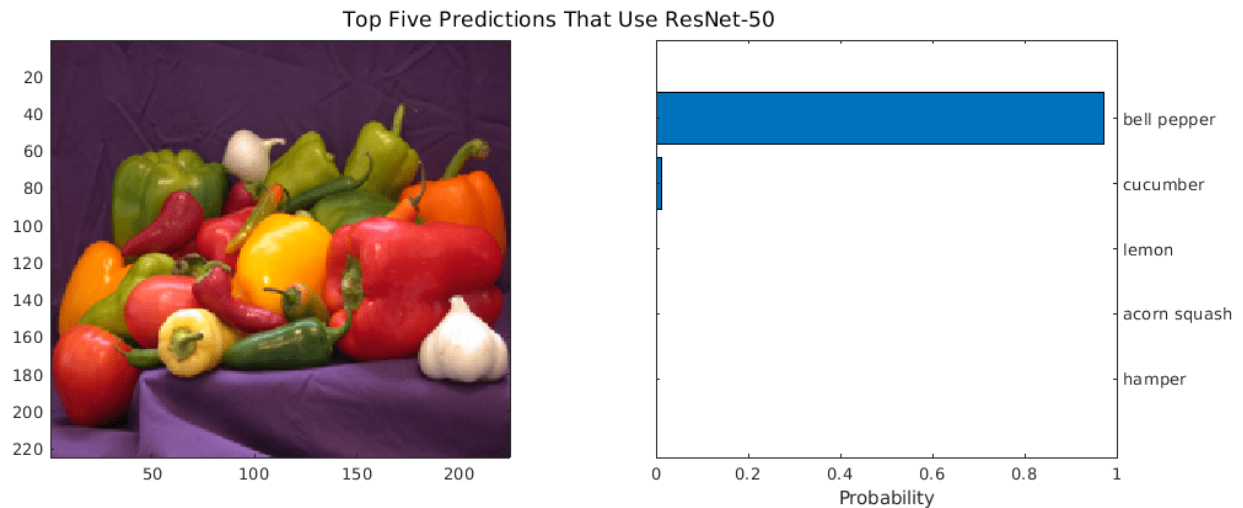 Top Five Predictions That Use ResNet-50
20
40
60
80
100
120
140
160
180
200
220
50 100 150 200
bell pepper
cucumber
lemon
acorn squash
hamper
0 0.2 0.4 0.6 0.8 1
Probability